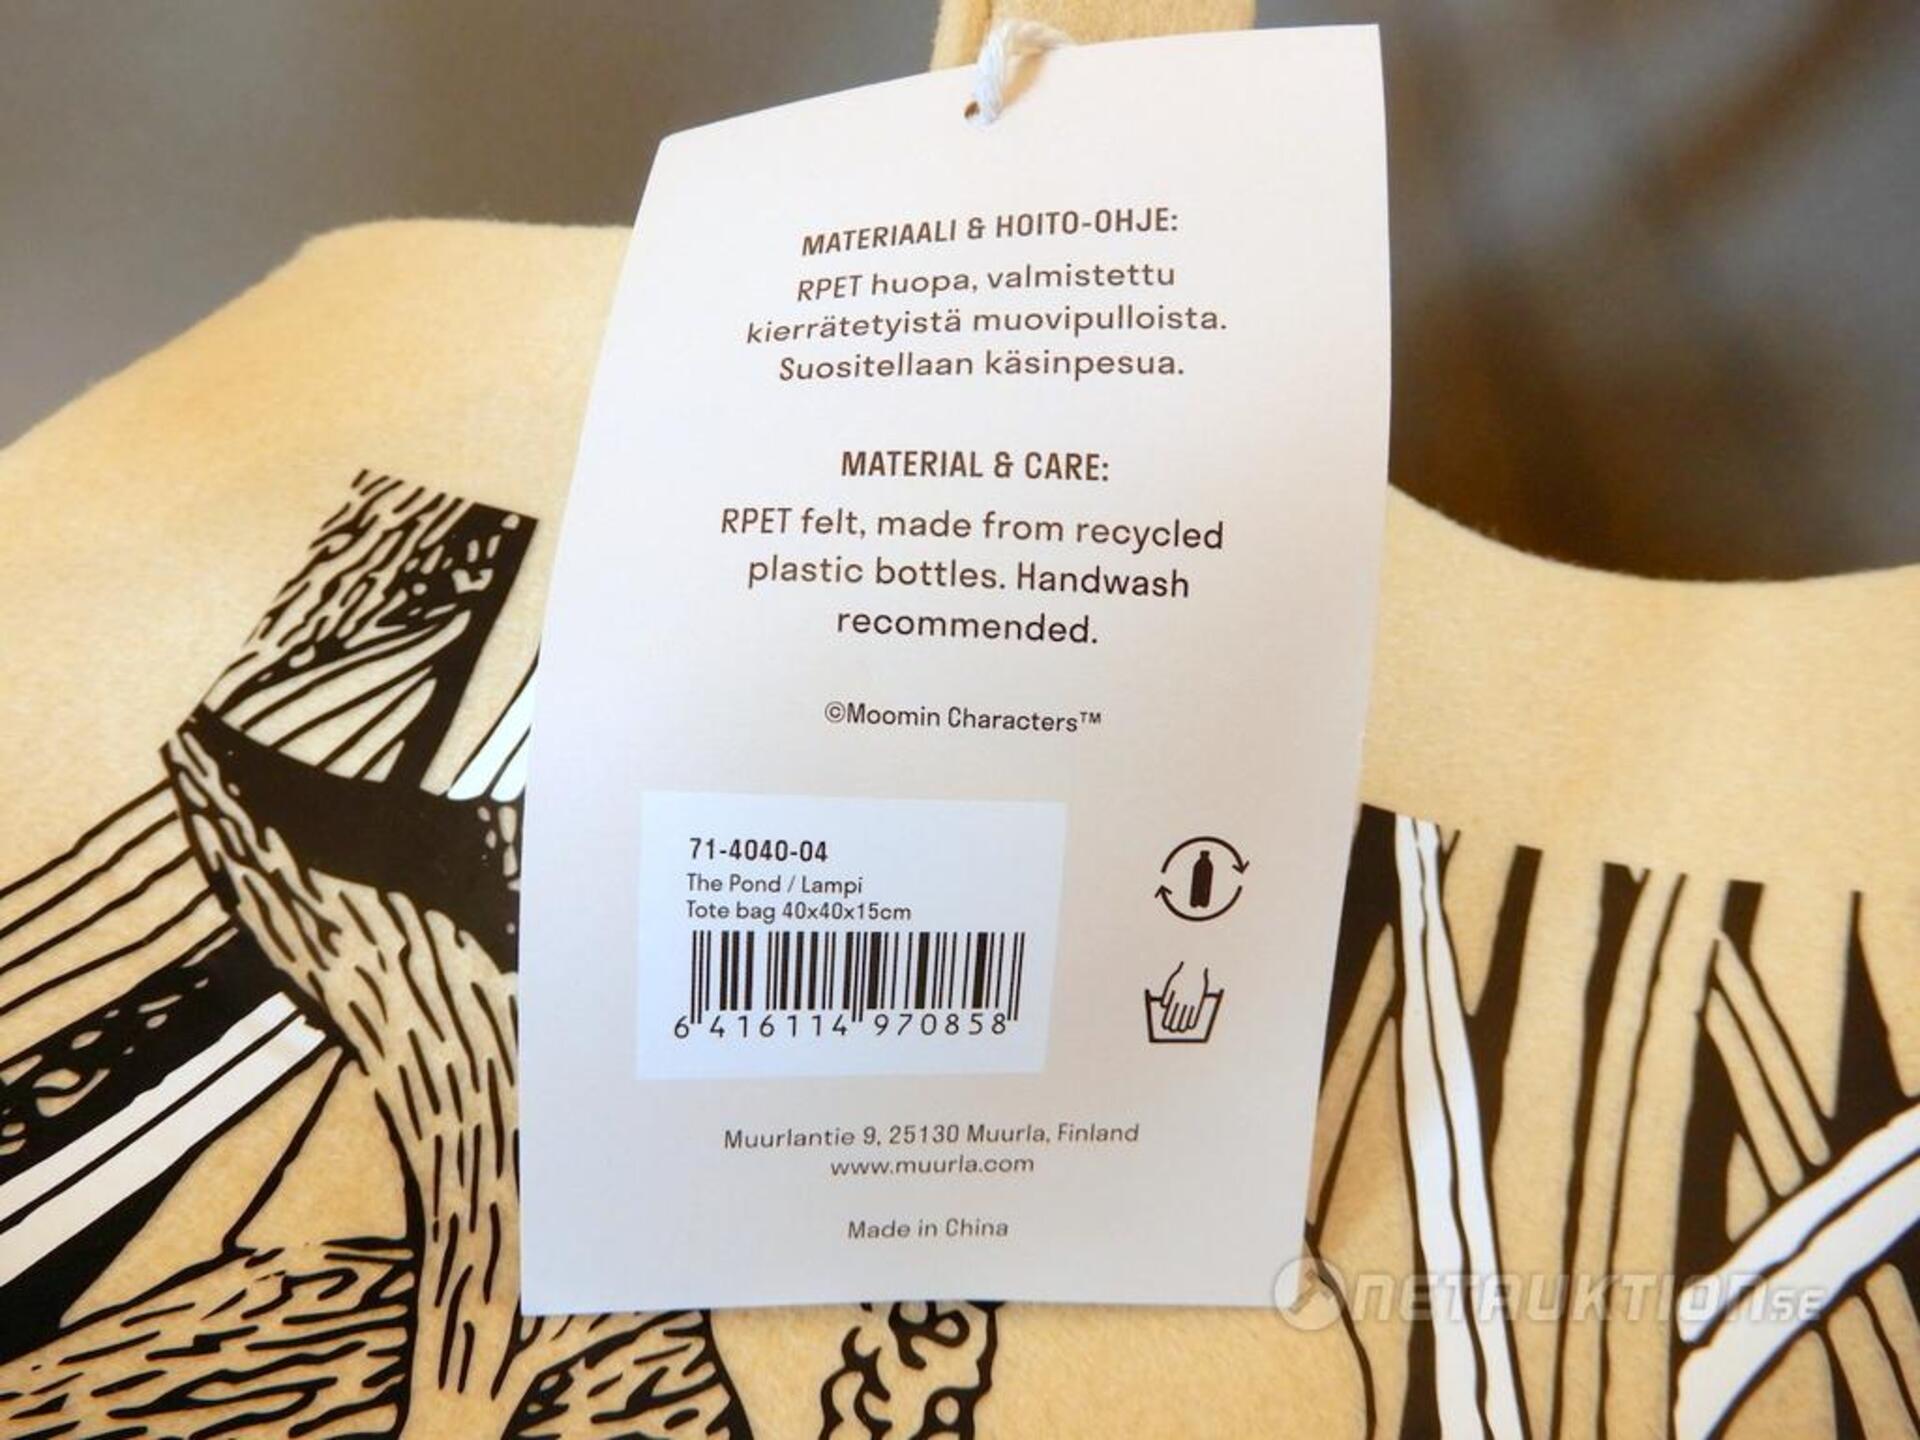 MATERIAALI & HOITO-OHJE:
RPET huopa, valmistettu
kierrätetyistä muovipulloista.
Suositellaan käsinpesua.
MATERIAL & CARE:
RPET felt, made from recycled
plastic bottles. Handwash
recommended.
©Moomin Characters™
71-4040-04
The Pond / Lampi
Tote bag 40x40x15cm
6 416114 970858
Muurlantie 9, 25130 Muurla, Finland
www.muurla.com
Made in China
NETAUKTION.SE